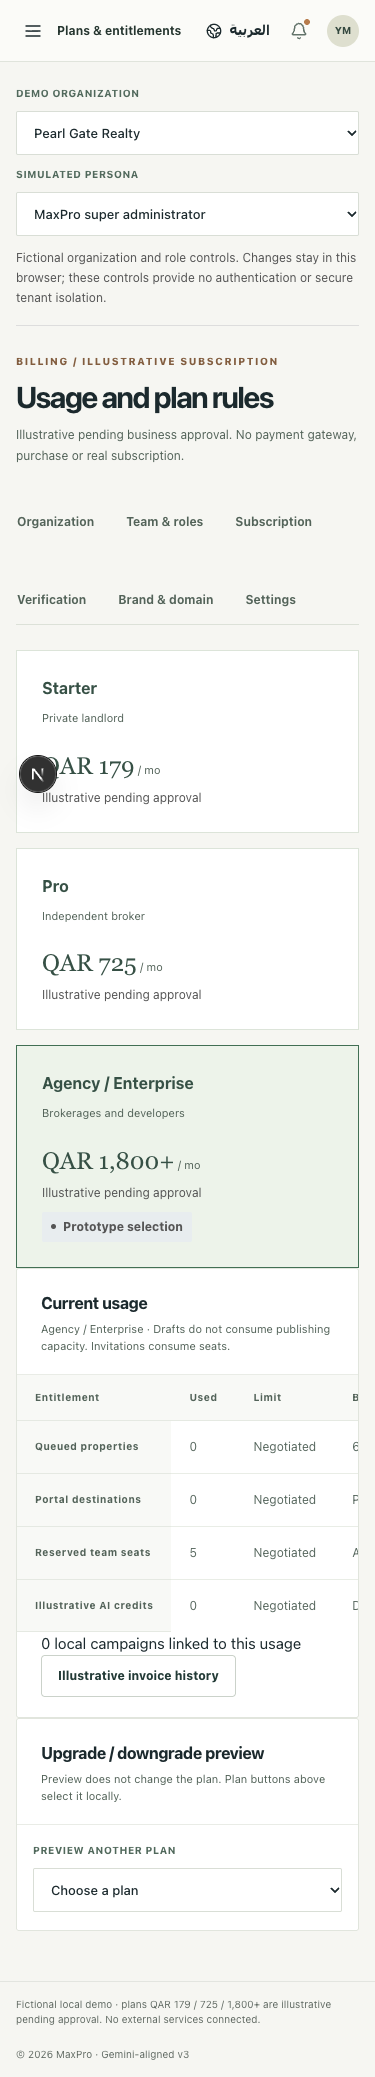 Plans & entitlements
العربية
YM
DEMO ORGANIZATION
Pearl Gate Realty
SIMULATED PERSONA
MaxPro super administrator
Fictional organization and role controls. Changes stay in this
browser; these controls provide no authentication or secure
tenant isolation.
BILLING / ILLUSTRATIVE SUBSCRIPTION
Usage and plan rules
Illustrative pending business approval. No payment gateway,
purchase or real subscription.
Organization Team & roles Subscription
Verification Brand & domain Settings
Starter
Private landlord
QAR 179 / mo
N
Illustrative pending approval
Pro
Independent broker
QAR 725 / mo
Illustrative pending approval
Agency / Enterprise
Brokerages and developers
QAR 1,800+ / mo
Illustrative pending approval
• Prototype selection
Current usage
Agency / Enterprise · Drafts do not consume publishing
capacity. Invitations consume seats.
Entitlement Used Limit
Queued properties 0 Negotiated 6
Portal destinations 0 Negotiated P
Reserved team seats 5 Negotiated A
Illustrative AI credits 0 Negotiated D
0 local campaigns linked to this usage
Illustrative invoice history
Upgrade / downgrade preview
Preview does not change the plan. Plan buttons above
select it locally.
PREVIEW ANOTHER PLAN
Choose a plan
Fictional local demo · plans QAR 179 / 725 / 1,800+ are illustrative
pending approval. No external services connected.
© 2026 MaxPro · Gemini-aligned v3